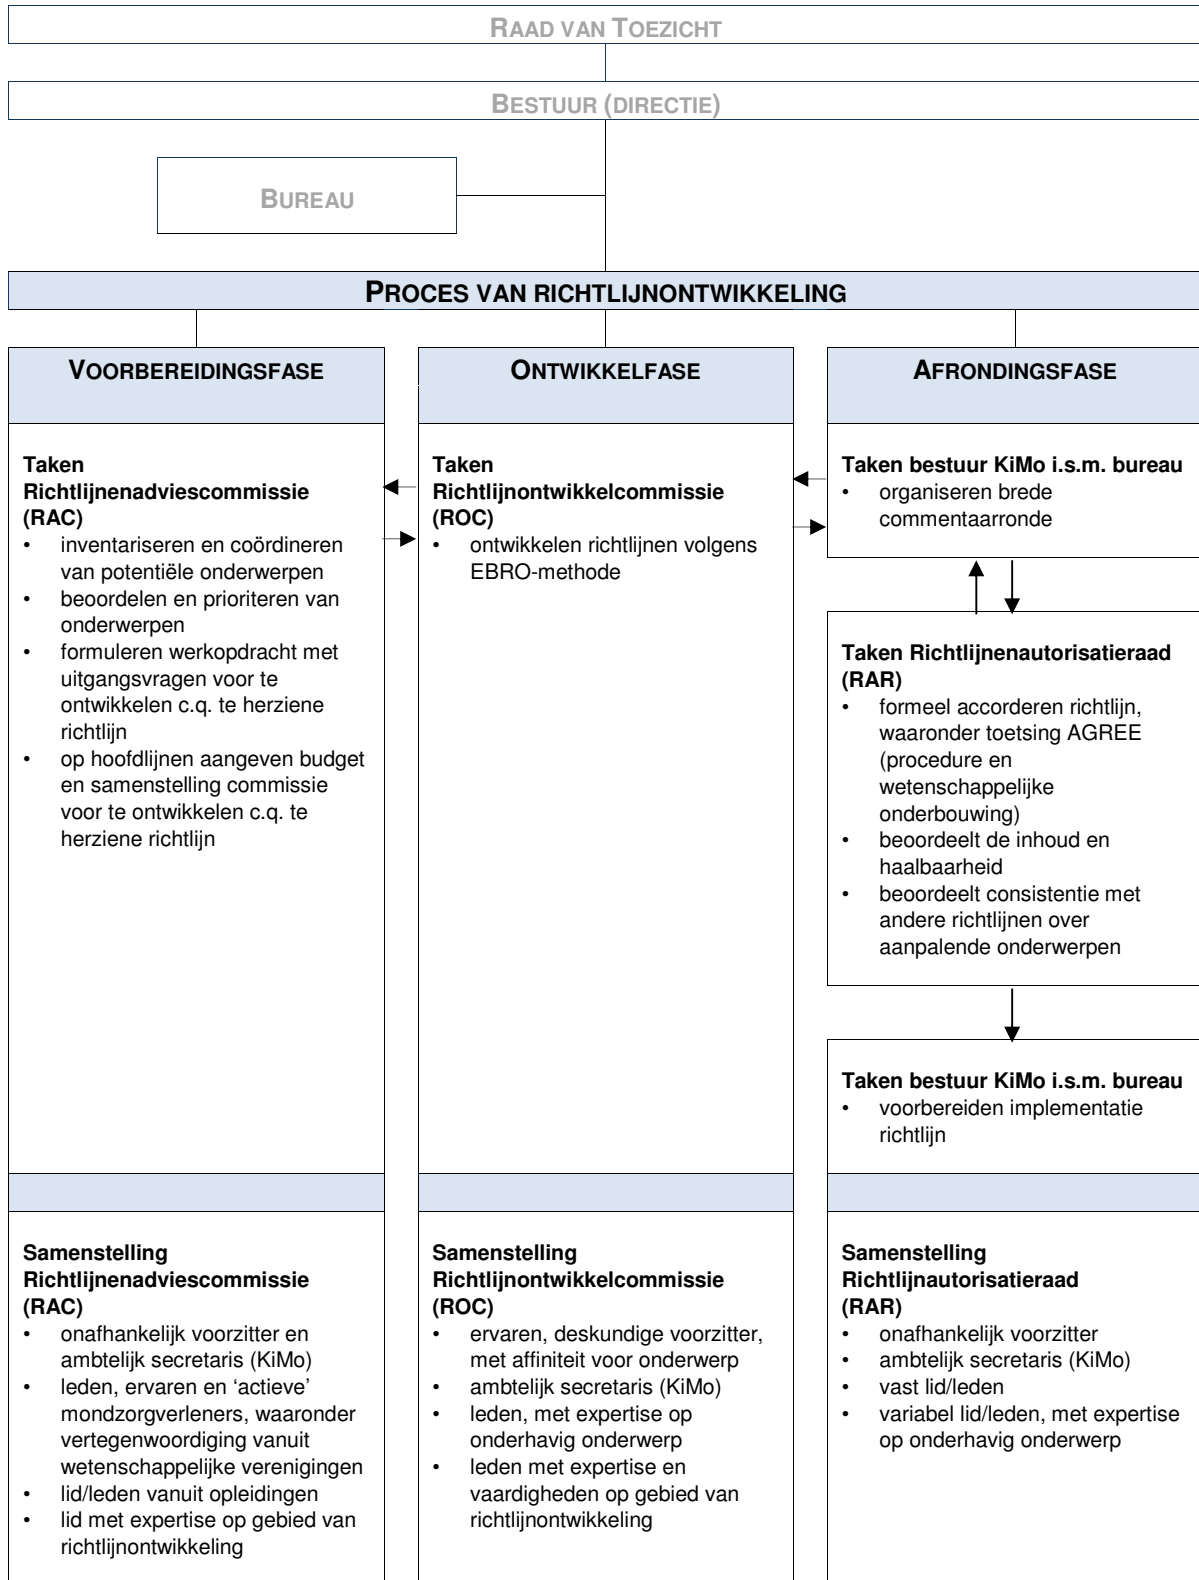 RAAD VAN TOEZICHT
BESTUUR (DIRECTIE)
BUREAU
PROCES VAN RICHTLIJNONTWIKKELING
VOORBEREIDINGSFASE
Taken
Richtlijnenadviescommissie
(RAC)
• inventariseren en coördineren
van potentiële onderwerpen
• beoordelen en prioriteren van
onderwerpen
• formuleren werkopdracht met
uitgangsvragen voor te
ontwikkelen c.q. te herziene
richtlijn
• op hoofdlijnen aangeven budget
en samenstelling commissie
voor te ontwikkelen c.q. te
herziene richtlijn
Samenstelling
Richtlijnenadviescommissie
(RAC)
• onafhankelijk voorzitter en
ambtelijk secretaris (KiMo)
• leden, ervaren en ‘actieve’
mondzorgverleners, waaronder
vertegenwoordiging vanuit
wetenschappelijke verenigingen
• lid/leden vanuit opleidingen
• lid met expertise op gebied van
richtlijnontwikkeling
ONTWIKKELFASE
Taken
Richtlijnontwikkelcommissie
(ROC)
• ontwikkelen richtlijnen volgens
EBRO-methode
Samenstelling
Richtlijnontwikkelcommissie
(ROC)
• ervaren, deskundige voorzitter,
met affiniteit voor onderwerp
• ambtelijk secretaris (KiMo)
• leden, met expertise op
onderhavig onderwerp
• leden met expertise en
vaardigheden op gebied van
richtlijnontwikkeling
AFRONDINGSFASE
Taken bestuur KiMo i.s.m. bureau
• organiseren brede
commentaarronde
Taken Richtlijnenautorisatieraad
(RAR)
• formeel accorderen richtlijn,
waaronder toetsing AGREE
(procedure en
wetenschappelijke
onderbouwing)
• beoordeelt de inhoud en
haalbaarheid
• beoordeelt consistentie met
andere richtlijnen over
aanpalende onderwerpen
Taken bestuur KiMo i.s.m. bureau
• voorbereiden implementatie
richtlijn
Samenstelling
Richtlijnautorisatieraad
(RAR)
• onafhankelijk voorzitter
• ambtelijk secretaris (KiMo)
• vast lid/leden
• variabel lid/leden, met expertise
op onderhavig onderwerp